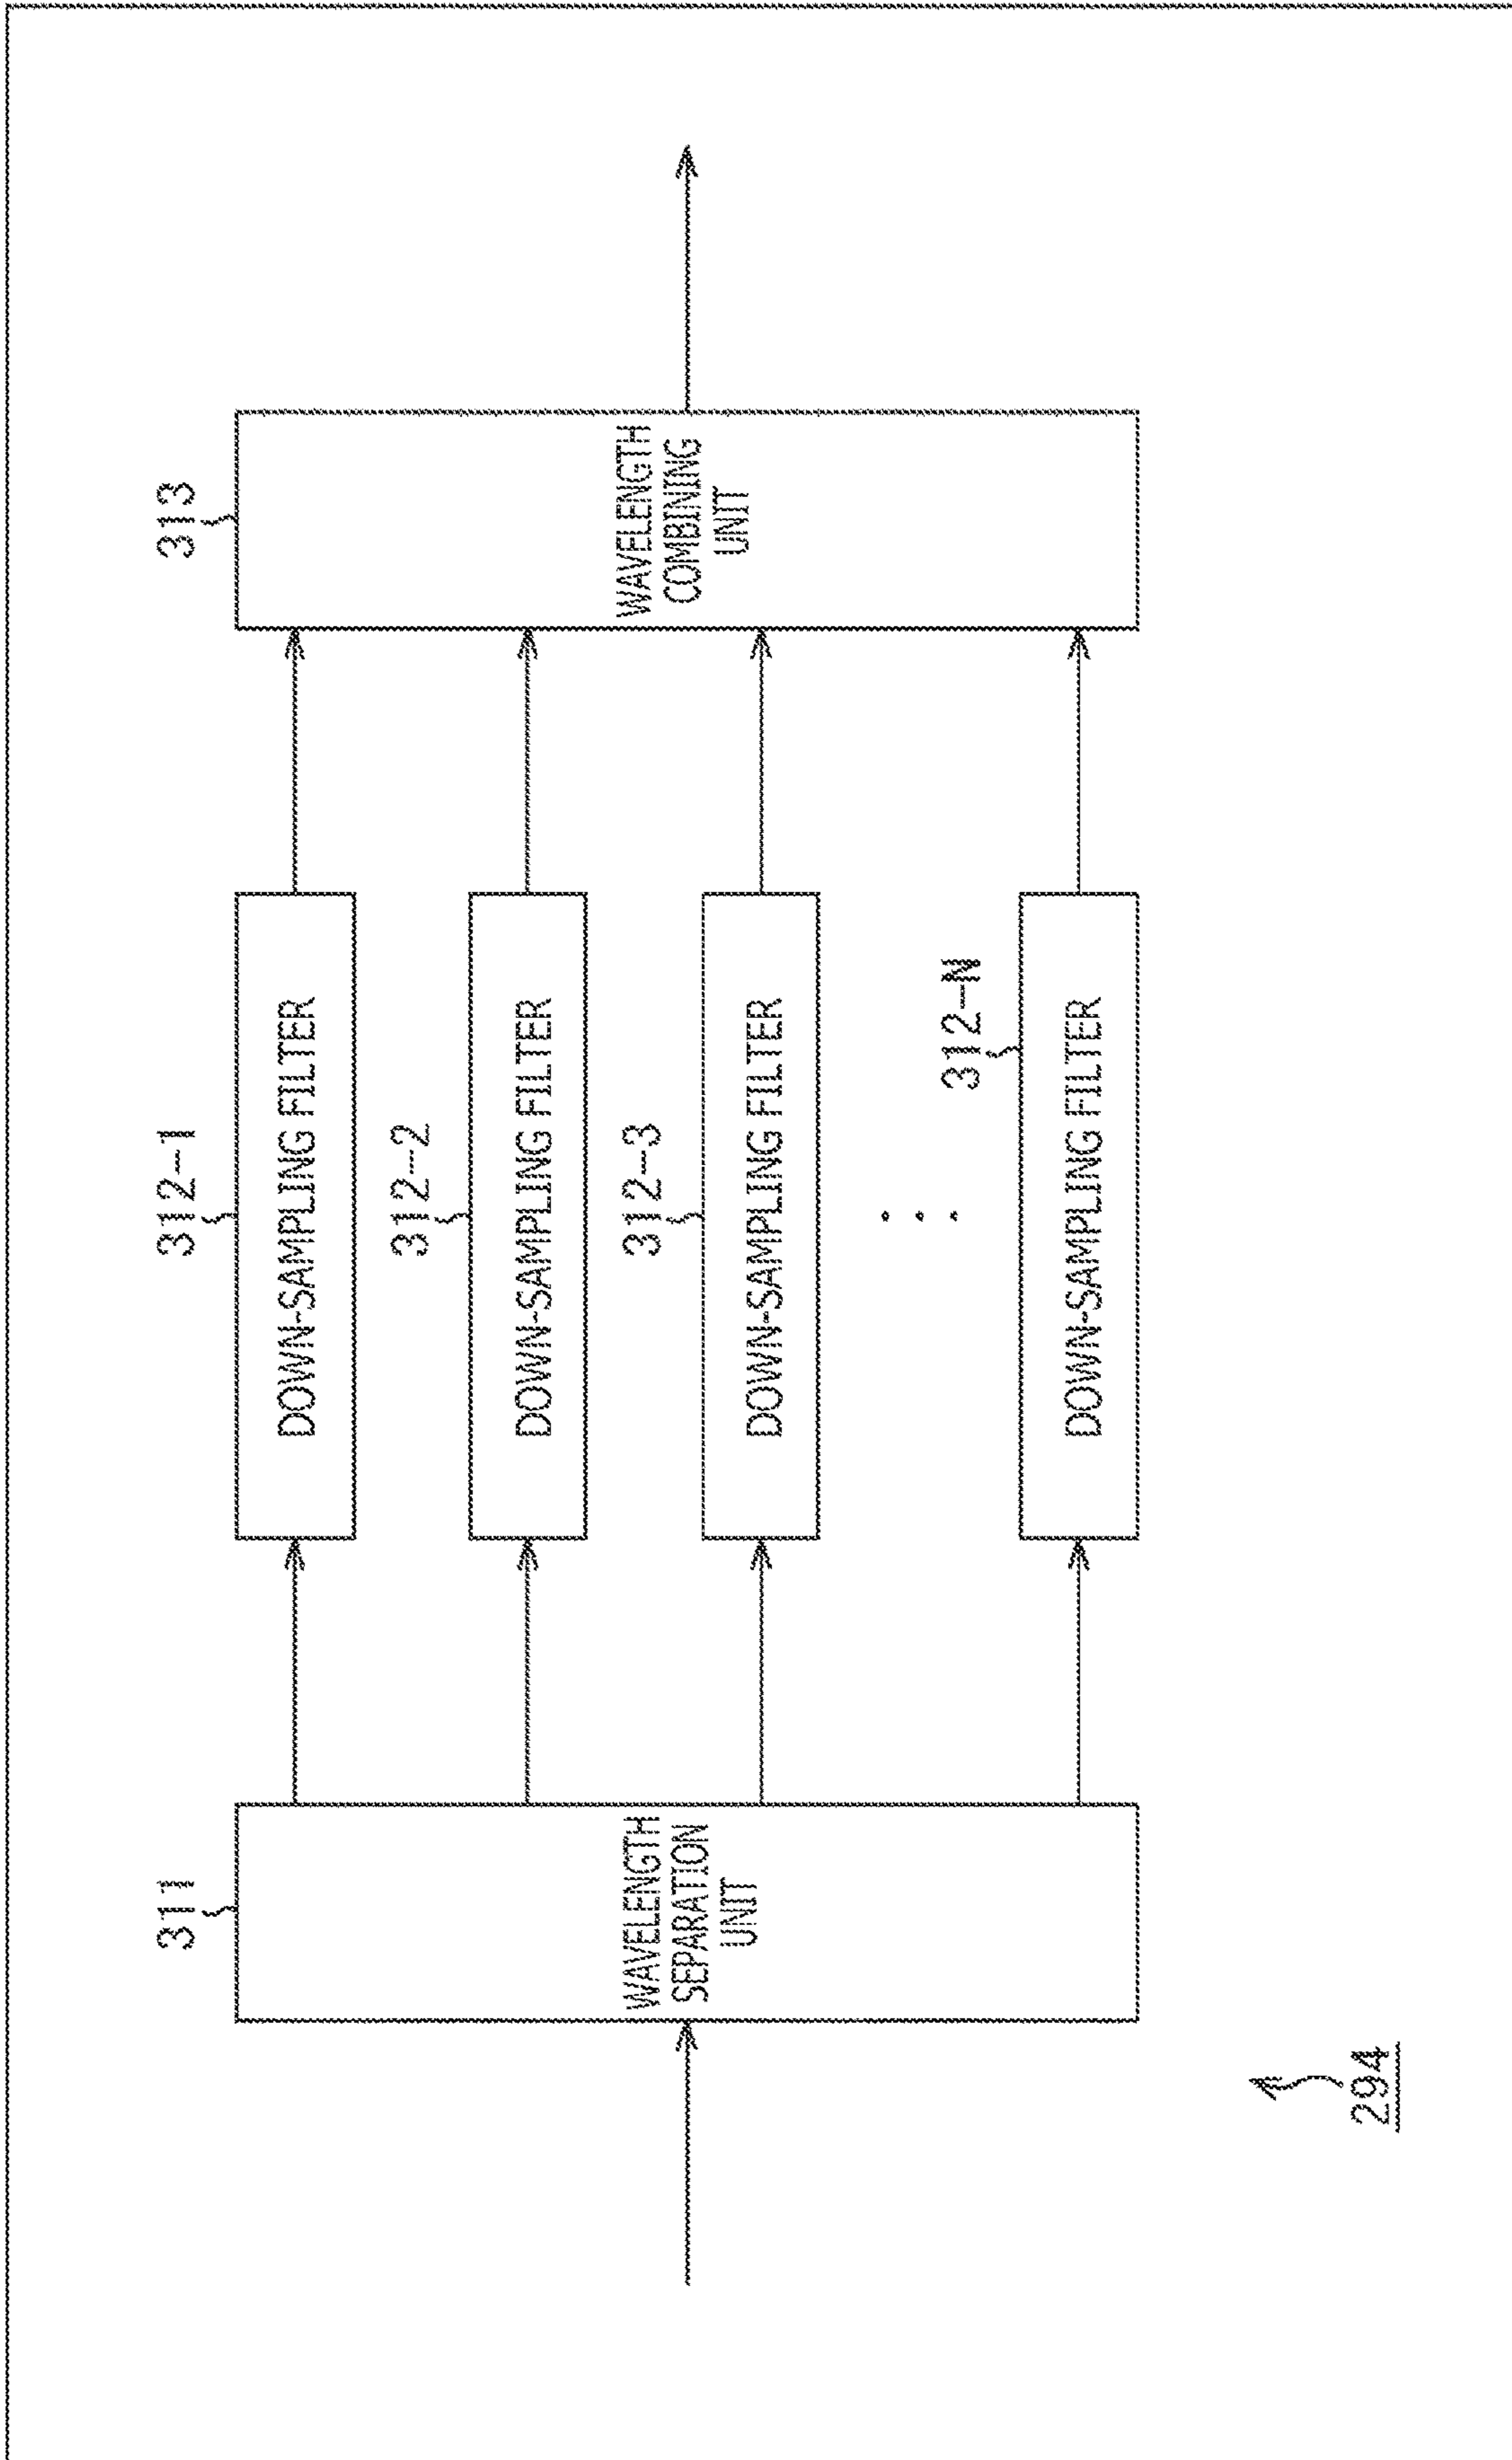 311
WAVELENGTH
SEPARATION
UNIT
312-1
DOWN-SAMPLING FILTER
312-2
DOWN-SAMPLING FILTER
312-3
DOWN-SAMPLING FILTER
...
312-N
DOWN-SAMPLING FILTER
313
WAVELENGTH
COMBINING
UNIT
294